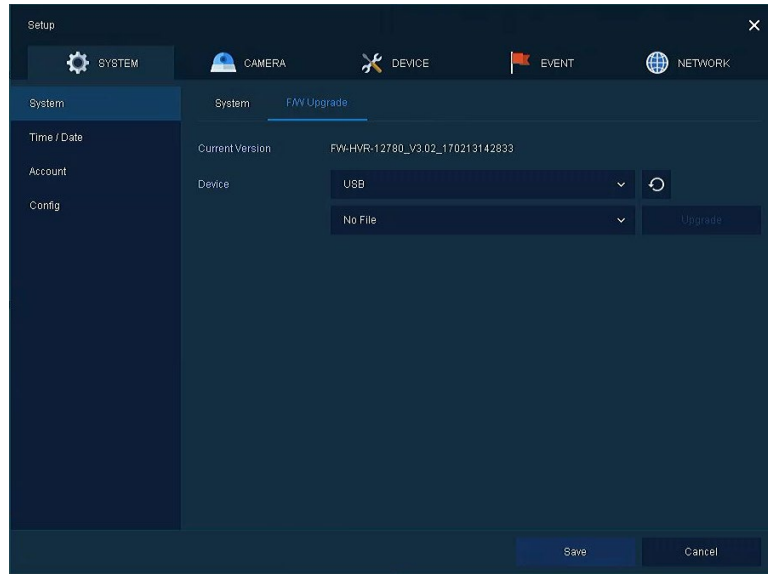 Setup
SYSTEM CAMERA DEVICE EVENT NETWORK
System
Time / Date
Account
Config
System F/W Upgrade
Current Version FW-HVR-12780_V3.02_170213142833
Device USB
No File Upgrade
Save Cancel